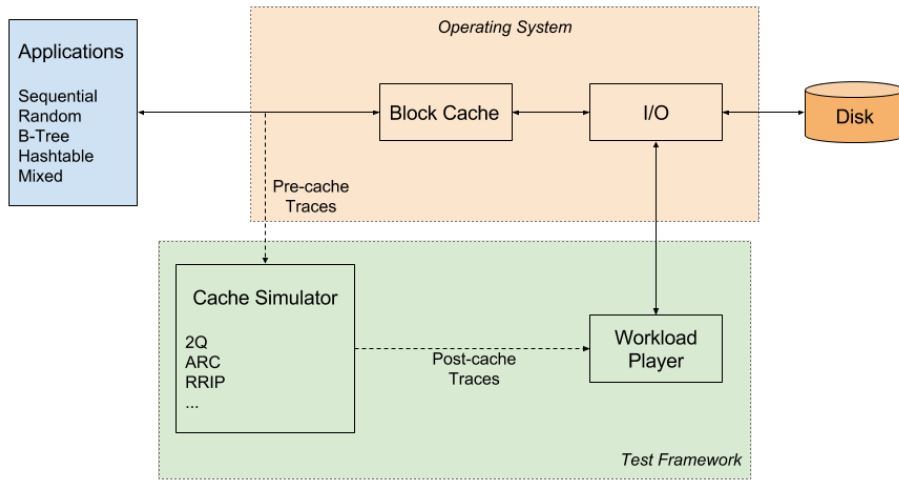 Operating System
Applications
Sequential
Random
B-Tree
Hashtable
Mixed
Block Cache
I/O
Disk
Pre-cache
Traces
Cache Simulator
2Q
ARC
RRIP
...
Post-cache
Traces
Workload
Player
Test Framework